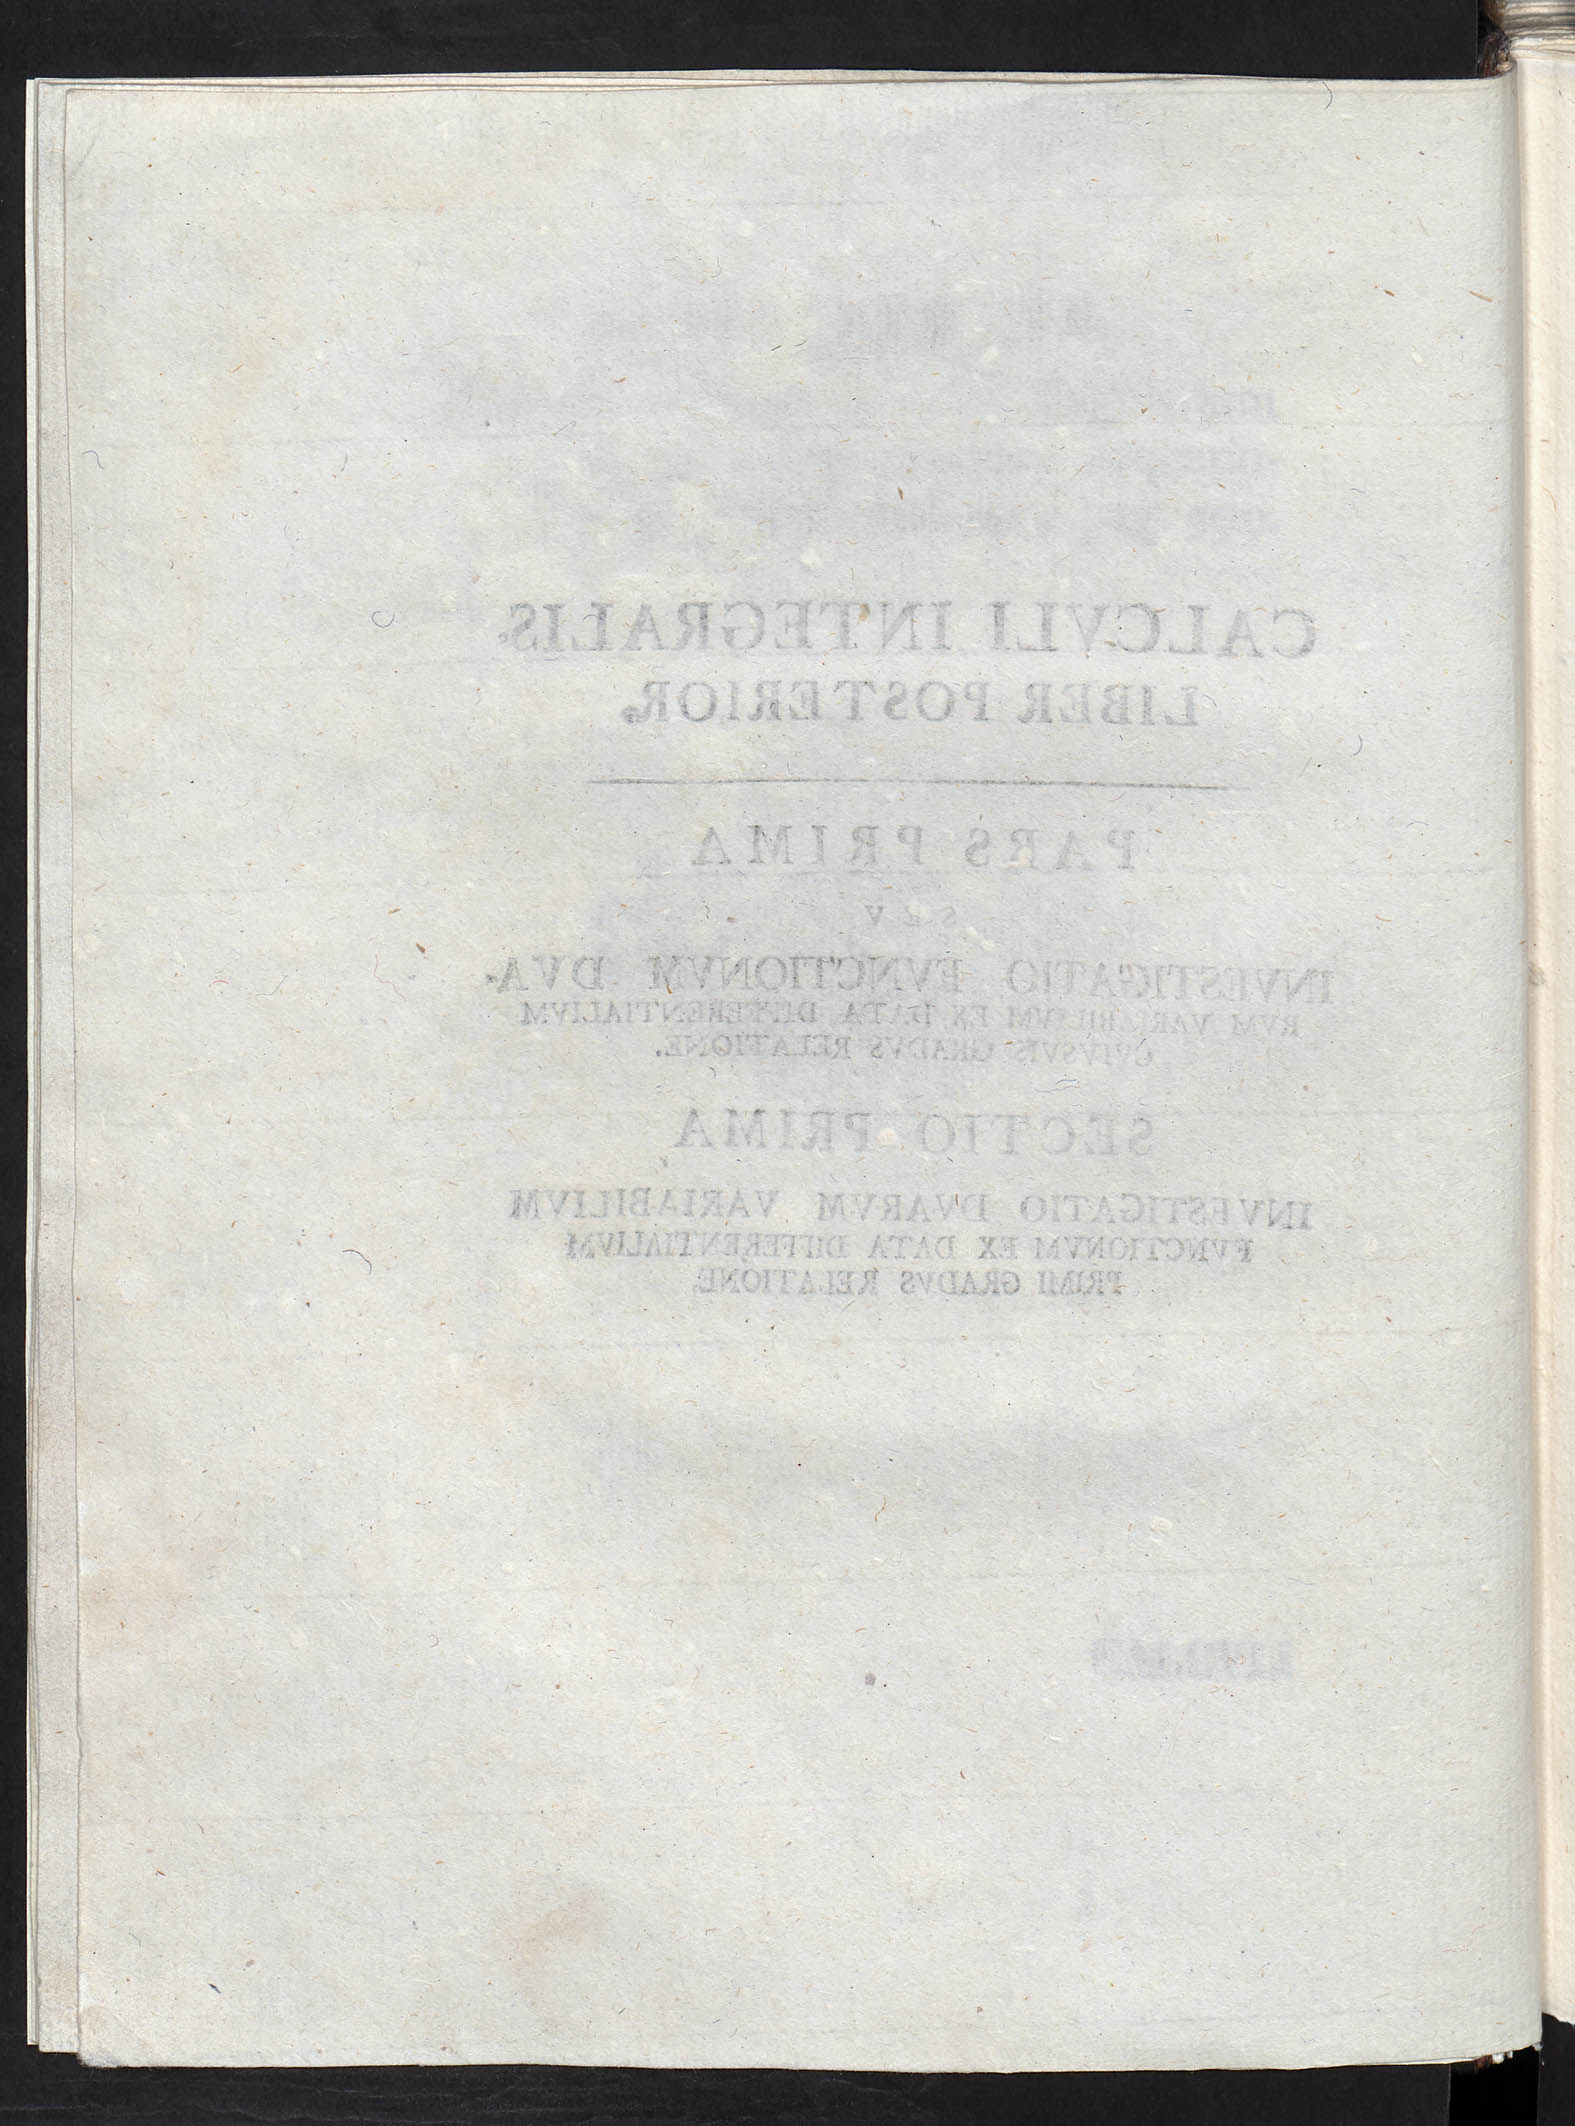 CALCVLI INTEGRALIS.
LIBER POSTERIOR.
PARS PRIMA
SEV
INVESTIGATIO FVNCTIONVM DVA-
RVM VARIABILIVM EX DATA DIFFERENTIALIVM
CVIVSVIS GRADVS RELATIONE.
SECTIO PRIMA
INVESTIGATIO DVARVM VARIABILIVM
FVNCTIONVM EX DATA DIFFERENTIALIVM
PRIMI GRADVS RELATIONE.